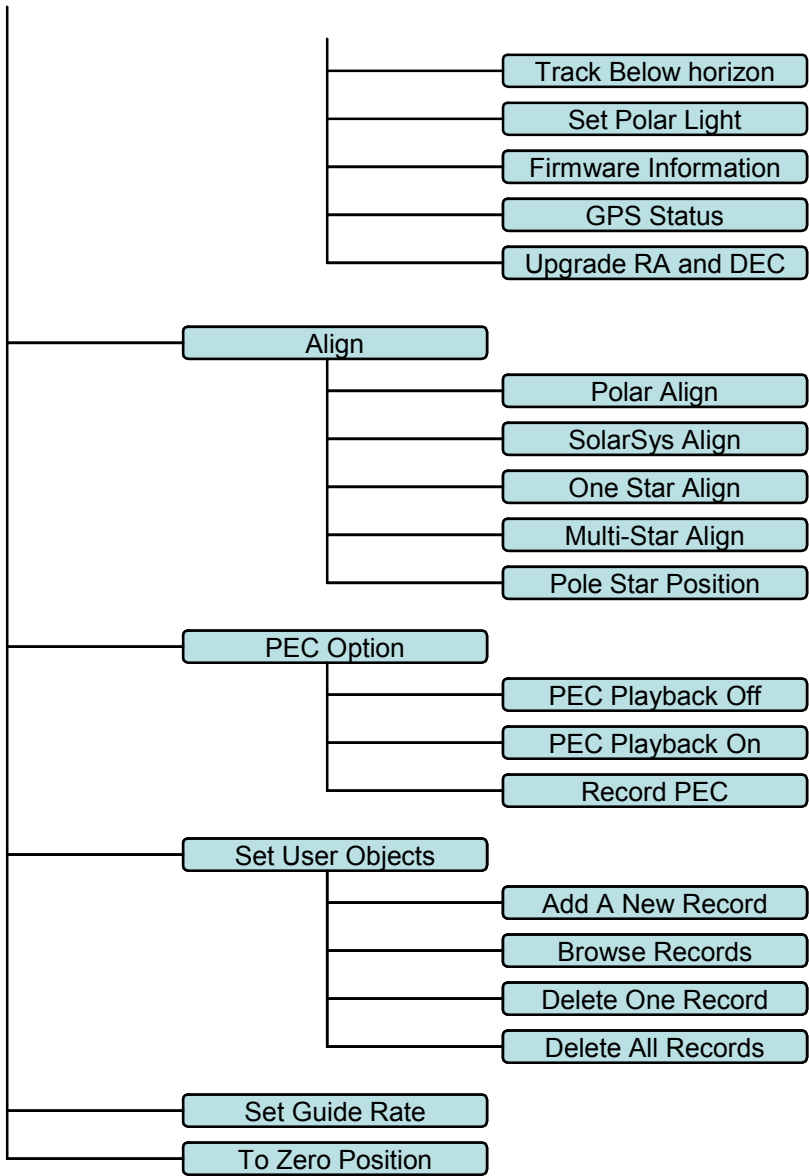 Track Below horizon
Set Polar Light
Firmware Information
GPS Status
Upgrade RA and DEC
Align
Polar Align
SolarSys Align
One Star Align
Multi-Star Align
Pole Star Position
PEC Option
PEC Playback Off
PEC Playback On
Record PEC
Set User Objects
Add A New Record
Browse Records
Delete One Record
Delete All Records
Set Guide Rate
To Zero Position